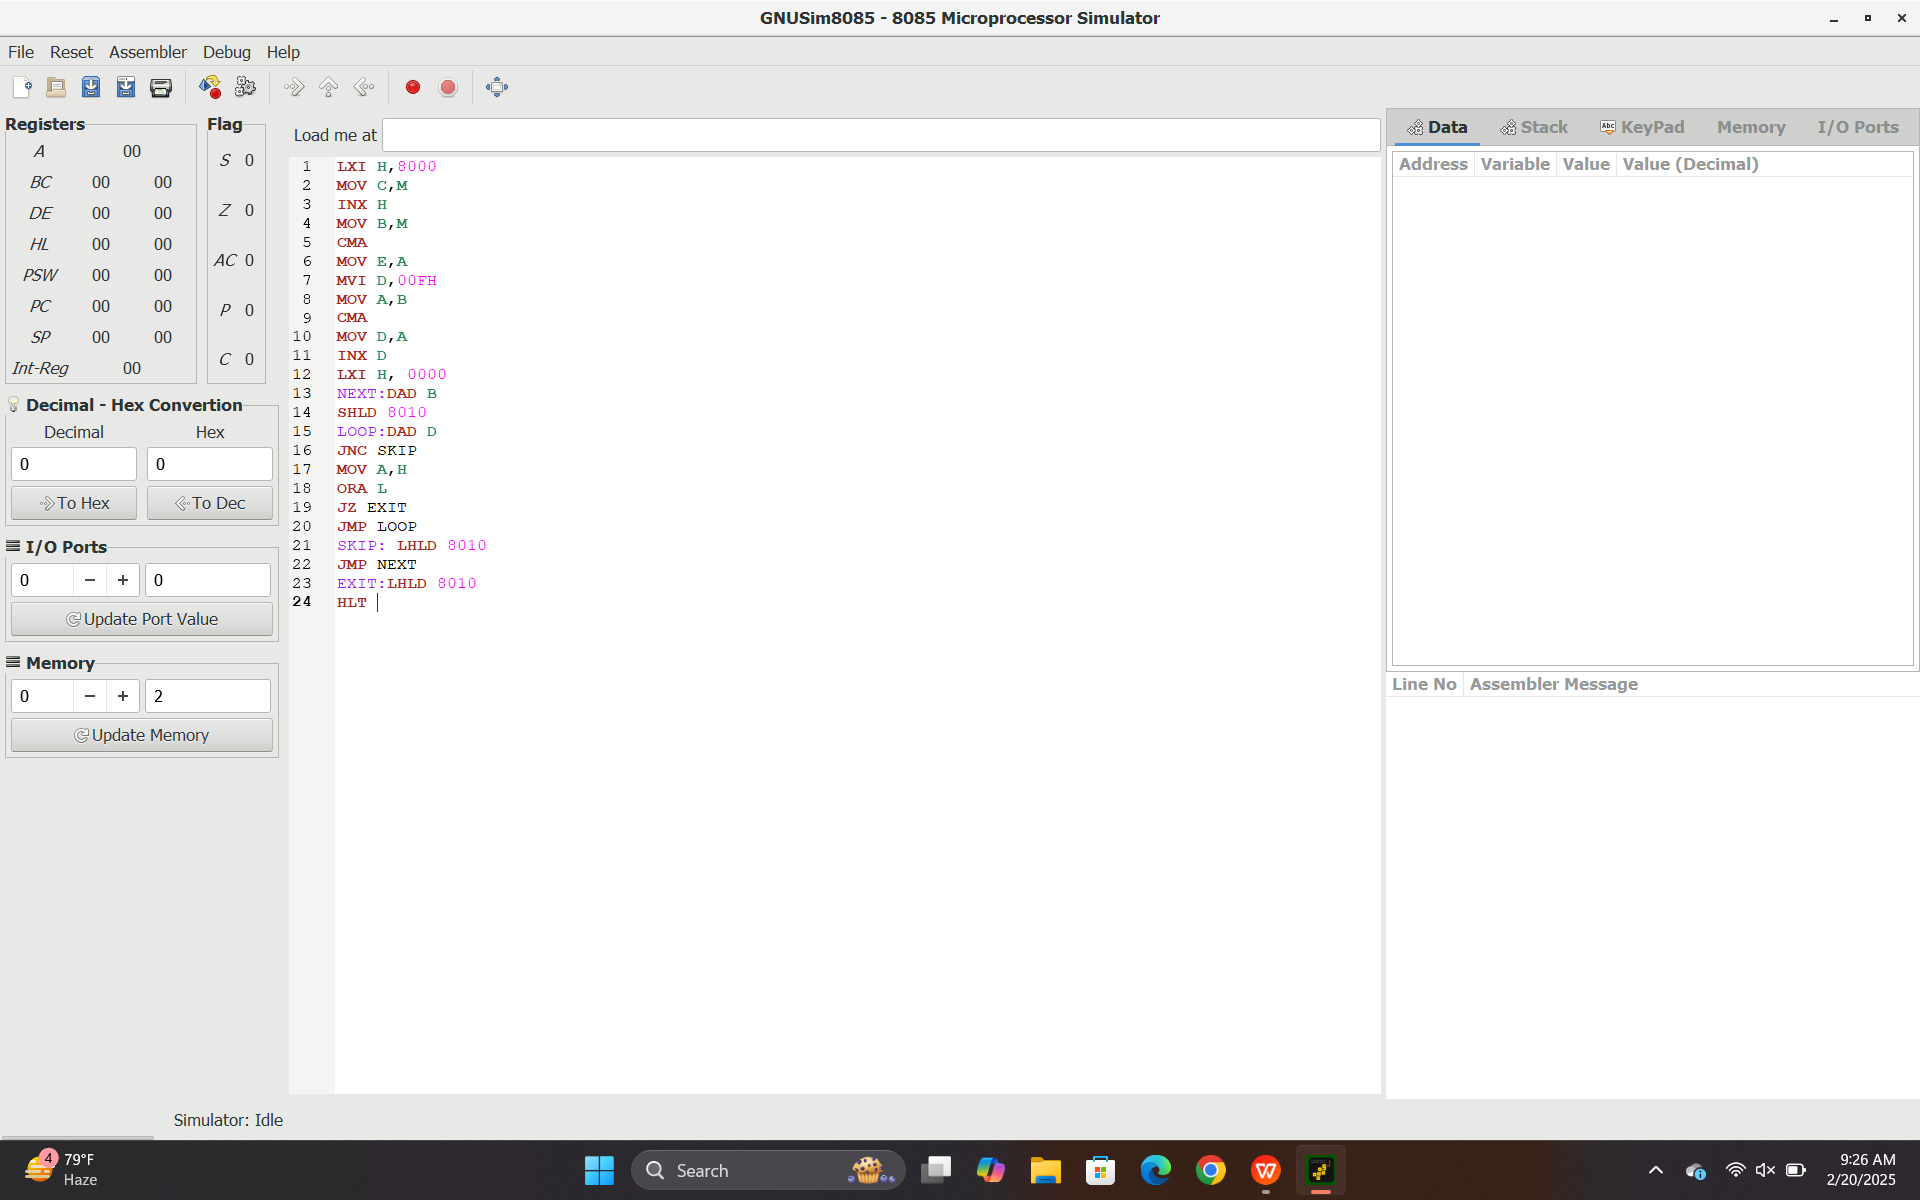 GNUSim8085 - 8085 Microprocessor Simulator
File Reset Assembler Debug Help
Registers
A 00
BC 00 00
DE 00 00
HL 00 00
PSW 00 00
PC 00 00
SP 00 00
Int-Reg 00
Flag
S 0
Z 0
AC 0
P 0
C 0
Decimal - Hex Convertion
Decimal Hex
0 0
To Hex To Dec
I/O Ports
0 − + 0
Update Port Value
Memory
0 − + 2
Update Memory
Load me at
1 LXI H,8000
2 MOV C,M
3 INX H
4 MOV B,M
5 CMA
6 MOV E,A
7 MVI D,00FH
8 MOV A,B
9 CMA
10 MOV D,A
11 INX D
12 LXI H, 0000
13 NEXT:DAD B
14 SHLD 8010
15 LOOP:DAD D
16 JNC SKIP
17 MOV A,H
18 ORA L
19 JZ EXIT
20 JMP LOOP
21 SKIP: LHLD 8010
22 JMP NEXT
23 EXIT:LHLD 8010
24 HLT
Data Stack Abc KeyPad Memory I/O Ports
Address Variable Value Value (Decimal)
Line No Assembler Message
Simulator: Idle
4
79°F
Haze
Search
W
9:26 AM
2/20/2025